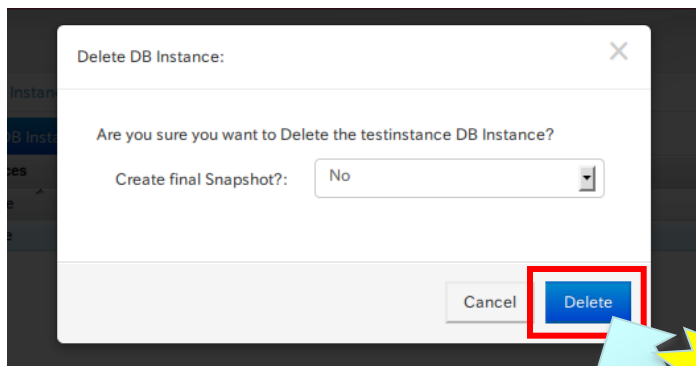 Delete DB Instance:
Are you sure you want to Delete the testinstance DB Instance?
Create final Snapshot?:
No
Cancel
Delete